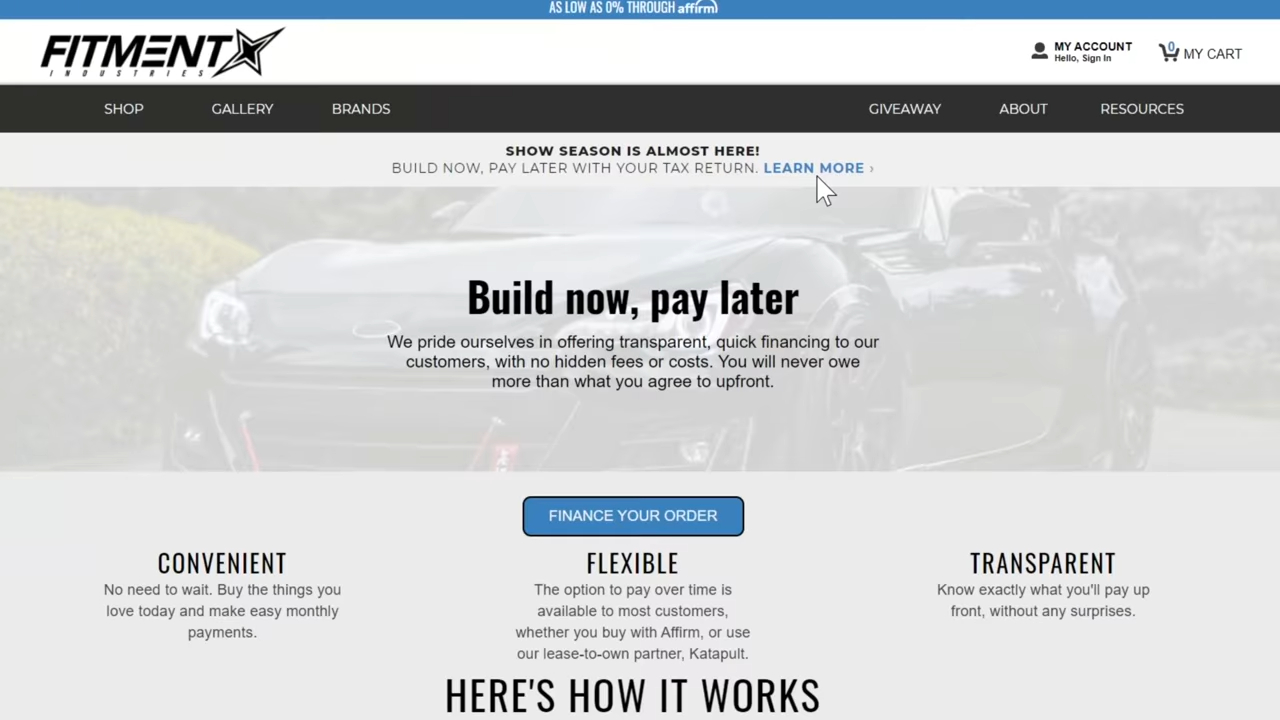 AS LOW AS 0% THROUGH affirm
FITMENT
INDUSTRIES
MY ACCOUNT
Hello, Sign In
0
MY CART
SHOP
GALLERY
BRANDS
GIVEAWAY
ABOUT
RESOURCES
SHOW SEASON IS ALMOST HERE!
BUILD NOW, PAY LATER WITH YOUR TAX RETURN. LEARN MORE ›
Build now, pay later
We pride ourselves in offering transparent, quick financing to our
customers, with no hidden fees or costs. You will never owe
more than what you agree to upfront.
FINANCE YOUR ORDER
CONVENIENT
No need to wait. Buy the things you
love today and make easy monthly
payments.
FLEXIBLE
The option to pay over time is
available to most customers,
whether you buy with Affirm, or use
our lease-to-own partner, Katapult.
TRANSPARENT
Know exactly what you'll pay up
front, without any surprises.
HERE'S HOW IT WORKS